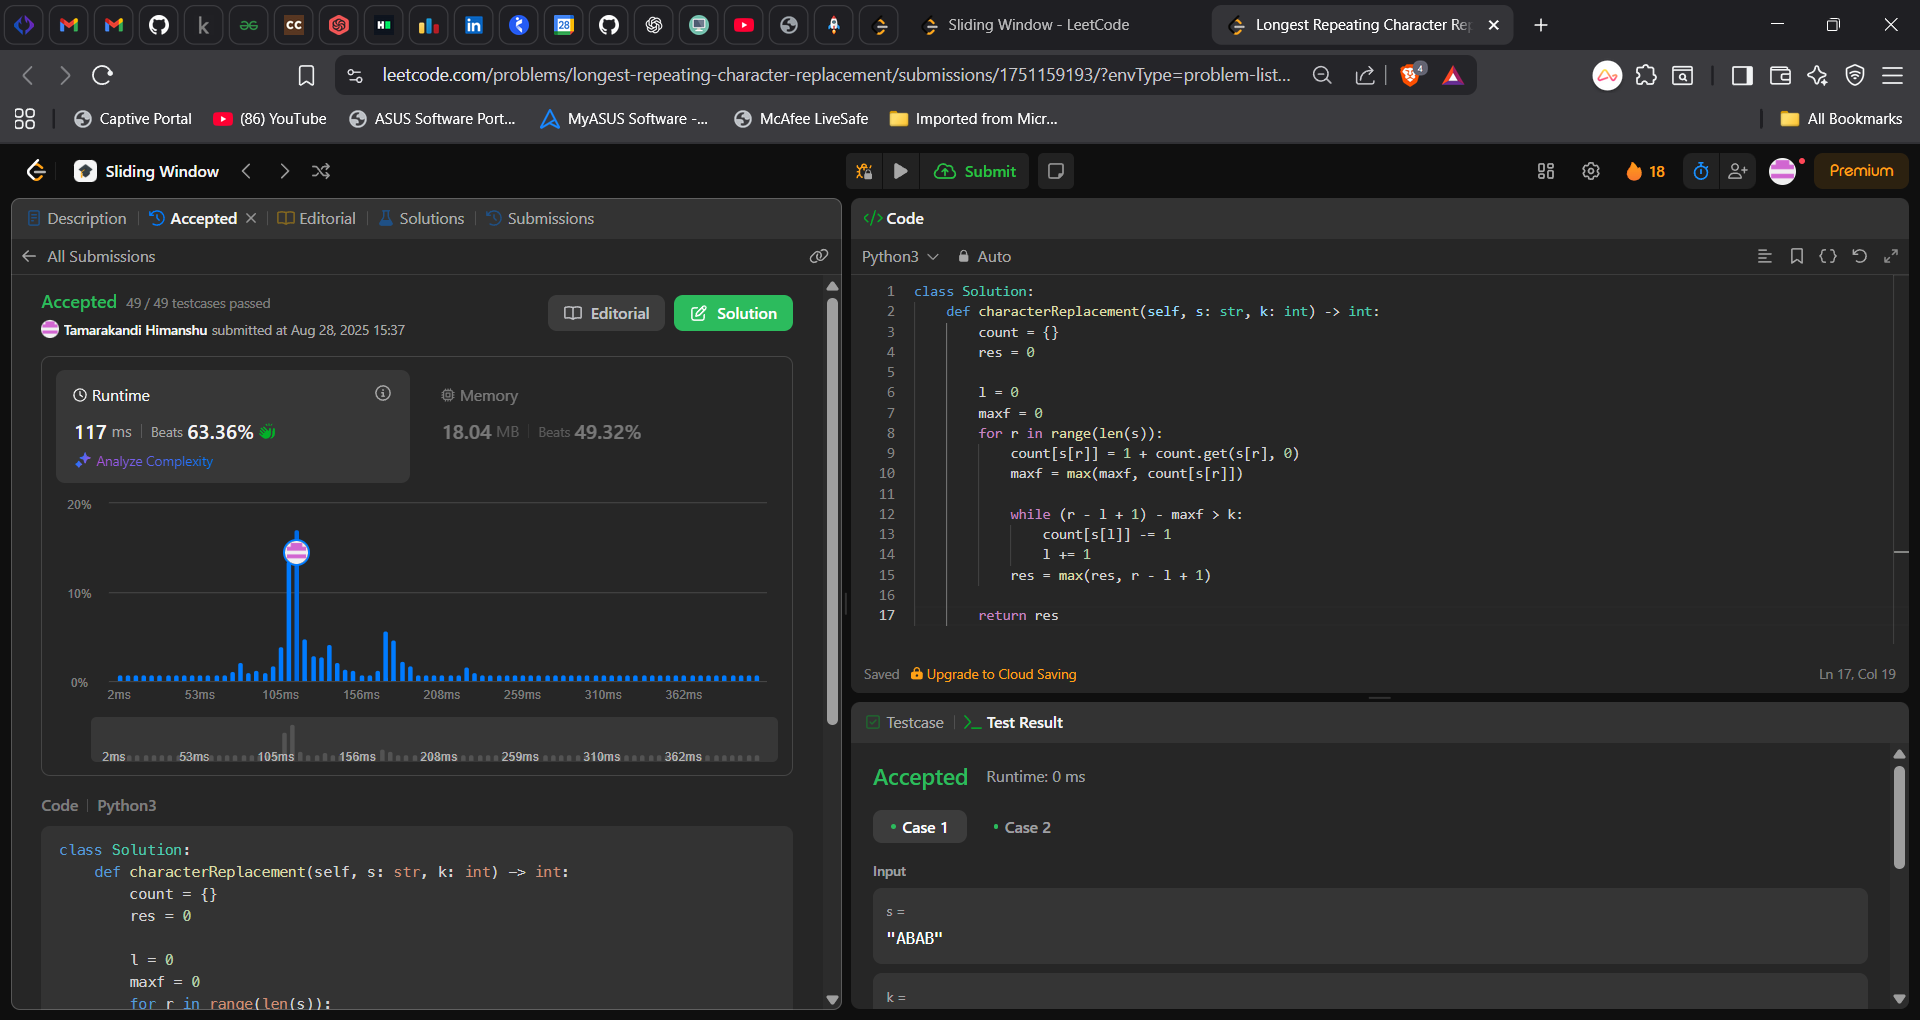 Sliding Window - LeetCode
Longest Repeating Character Rep
leetcode.com/problems/longest-repeating-character-replacement/submissions/1751159193/?envType=problem-list...
4
Captive Portal
(86) YouTube
ASUS Software Port...
MyASUS Software -...
McAfee LiveSafe
Imported from Micr...
All Bookmarks
Sliding Window
Submit
18
Premium
Description
Accepted
Editorial
Solutions
Submissions
All Submissions
Accepted 49 / 49 testcases passed
Tamarakandi Himanshu submitted at Aug 28, 2025 15:37
Editorial
Solution
Runtime
117 ms Beats 63.36%
Analyze Complexity
Memory
18.04 MB Beats 49.32%
20%
10%
0%
2ms 53ms 105ms 156ms 208ms 259ms 310ms 362ms
2ms 53ms 105ms 156ms 208ms 259ms 310ms 362ms
Code Python3
class Solution:
def characterReplacement(self, s: str, k: int) -> int:
count = {}
res = 0
l = 0
maxf = 0
for r in range(len(s)):
</> Code
Python3 Auto
1 class Solution:
2 def characterReplacement(self, s: str, k: int) -> int:
3 count = {}
4 res = 0
5
6 l = 0
7 maxf = 0
8 for r in range(len(s)):
9 count[s[r]] = 1 + count.get(s[r], 0)
10 maxf = max(maxf, count[s[r]])
11
12 while (r - l + 1) - maxf > k:
13 count[s[l]] -= 1
14 l += 1
15 res = max(res, r - l + 1)
16
17 return res
Saved Upgrade to Cloud Saving
Ln 17, Col 19
Testcase
Test Result
Accepted Runtime: 0 ms
Case 1
Case 2
Input
s =
"ABAB"
k =